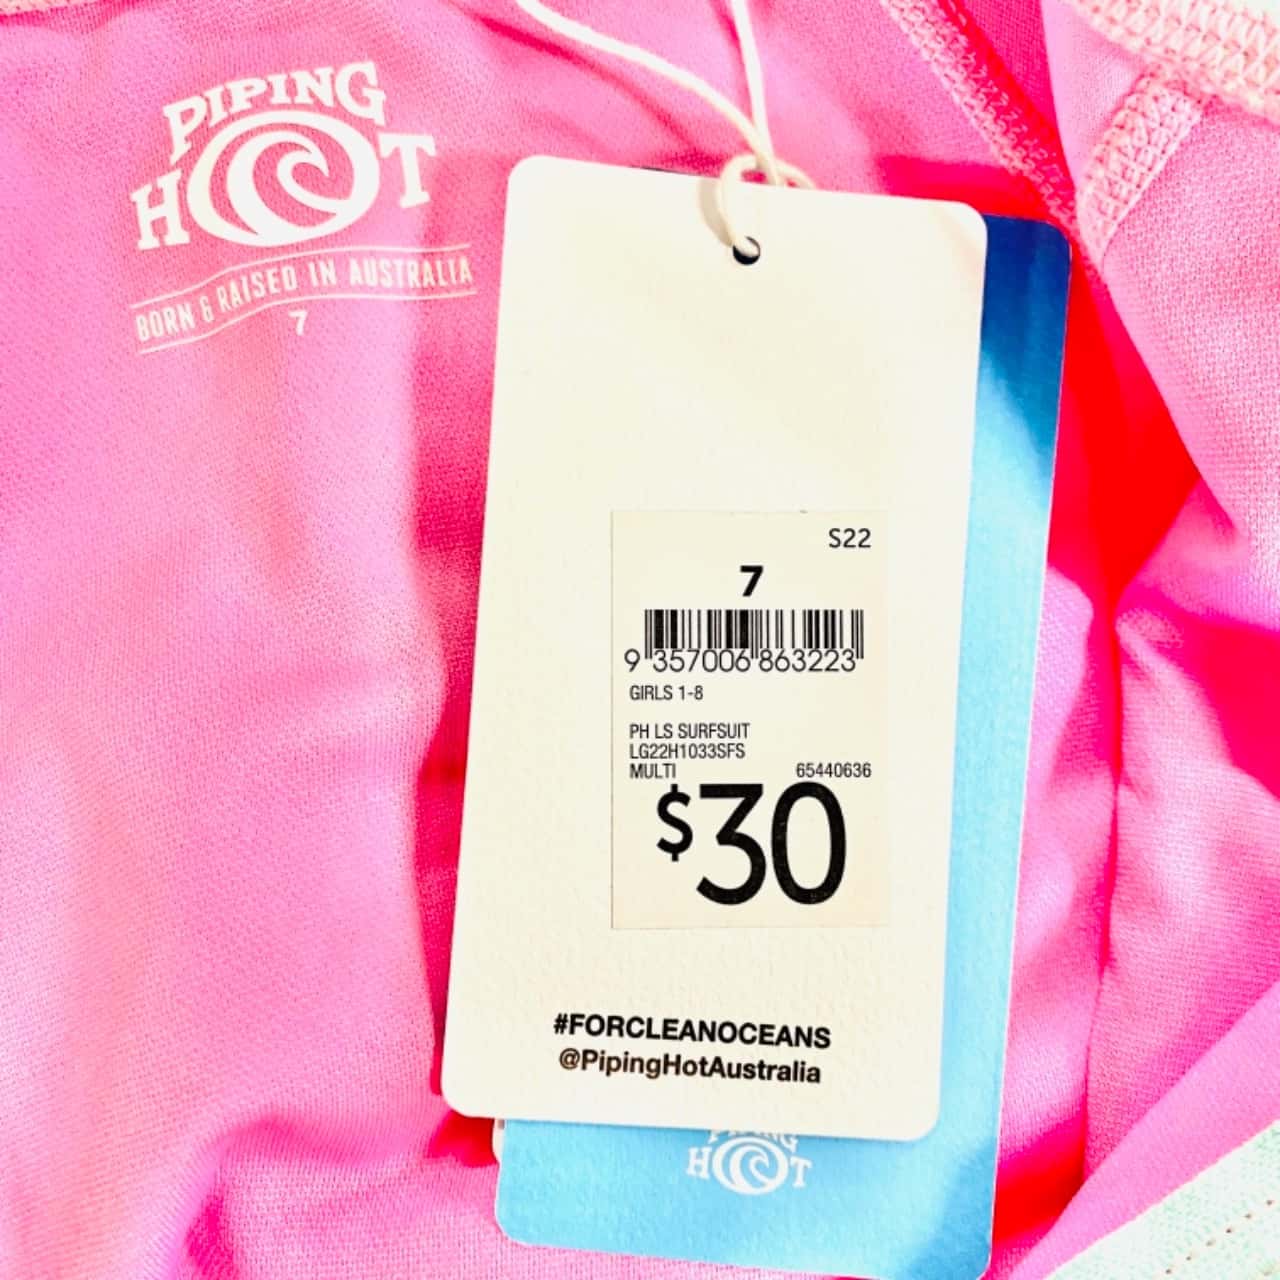 PIPING
HOT
BORN & RAISED IN AUSTRALIA
7
S22
7
9 357006 863223
GIRLS 1-8
PH LS SURFSUIT
LG22H1033SFS
MULTI 65440636
$30
#FORCLEANOCEANS
@PipingHotAustralia
PIPING
HOT